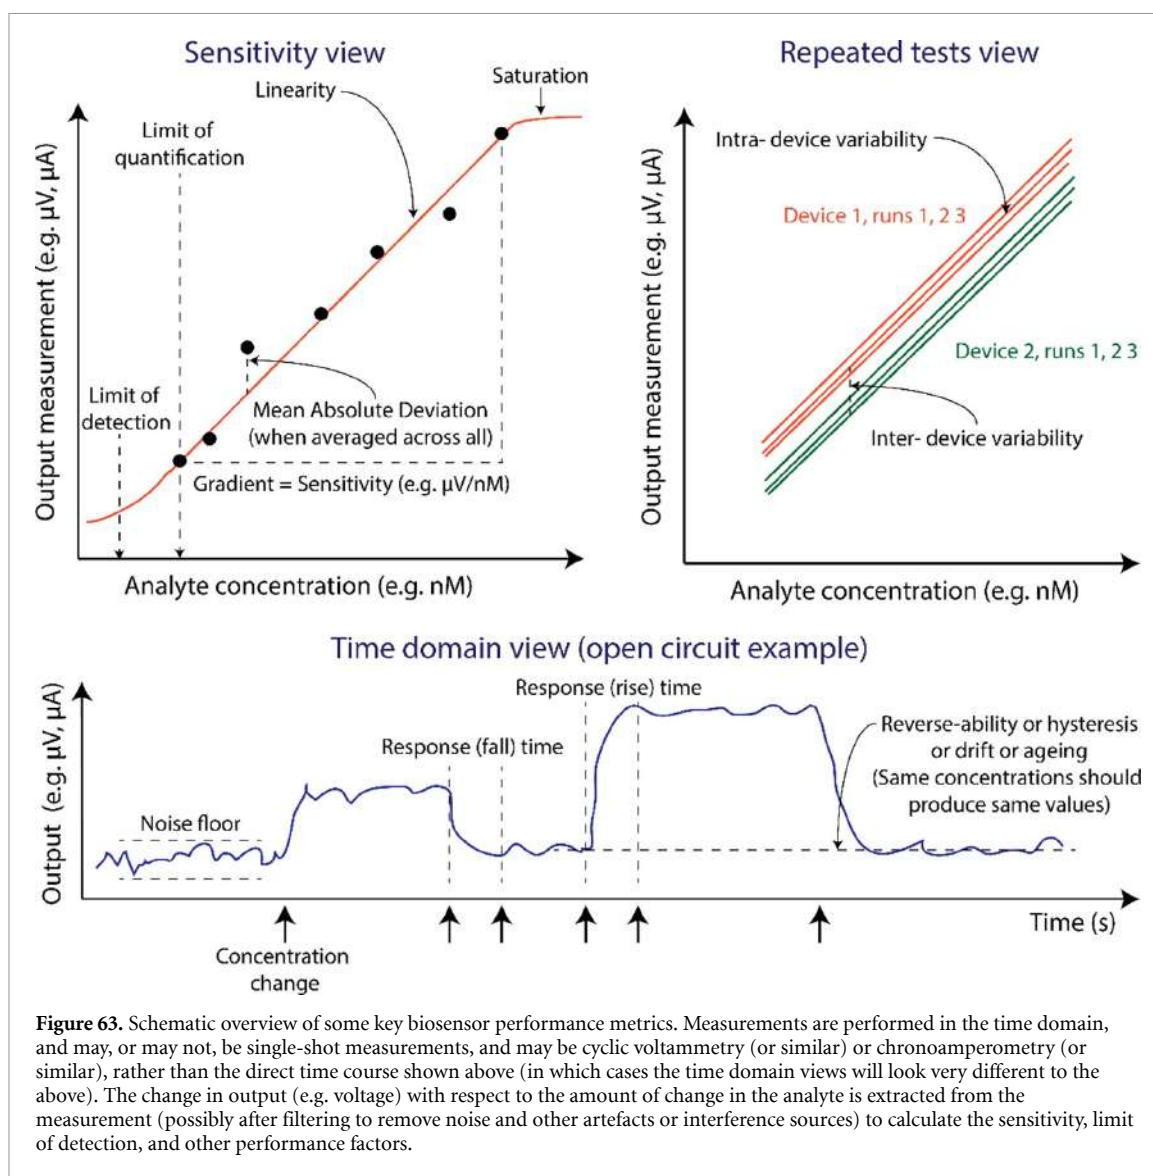 Sensitivity view
Linearity
Saturation
Limit of
quantification
Limit of
detection
Mean Absolute Deviation
(when averaged across all)
Gradient = Sensitivity (e.g. μV/nM)
Output measurement (e.g. μV, μA)
Analyte concentration (e.g. nM)
Repeated tests view
Intra- device variability
Device 1, runs 1, 2 3
Device 2, runs 1, 2 3
Inter- device variability
Output measurement (e.g. μV, μA)
Analyte concentration (e.g. nM)
Time domain view (open circuit example)
Response (rise) time
Response (fall) time
Noise floor
Reverse-ability or hysteresis
or drift or ageing
(Same concentrations should
produce same values)
Output (e.g. μV, μA)
Time (s)
Concentration
change
Figure 63. Schematic overview of some key biosensor performance metrics. Measurements are performed in the time domain,
and may, or may not, be single-shot measurements, and may be cyclic voltammetry (or similar) or chronoamperometry (or
similar), rather than the direct time course shown above (in which cases the time domain views will look very different to the
above). The change in output (e.g. voltage) with respect to the amount of change in the analyte is extracted from the
measurement (possibly after filtering to remove noise and other artefacts or interference sources) to calculate the sensitivity, limit
of detection, and other performance factors.